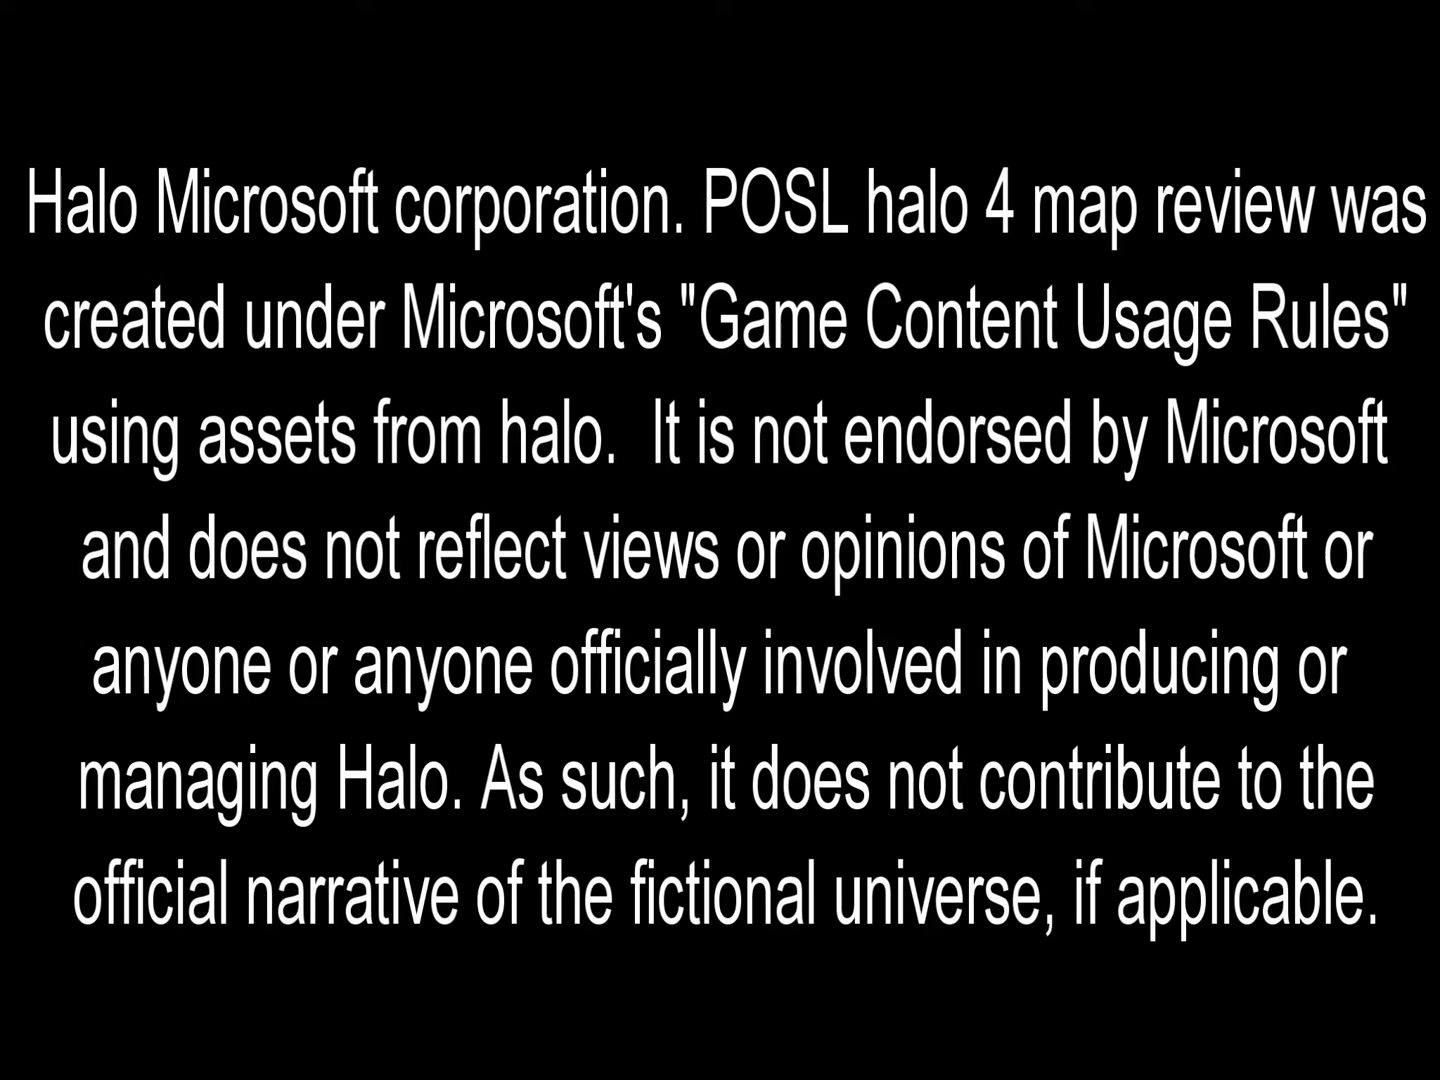 Halo Microsoft corporation. POSL halo 4 map review was
created under Microsoft's "Game Content Usage Rules"
using assets from halo.  It is not endorsed by Microsoft
and does not reflect views or opinions of Microsoft or
anyone or anyone officially involved in producing or
managing Halo. As such, it does not contribute to the
official narrative of the fictional universe, if applicable.